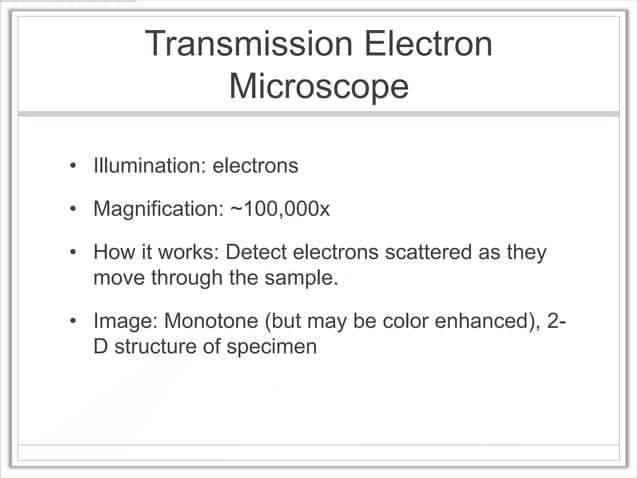 Transmission Electron
Microscope
• Illumination: electrons
• Magnification: ~100,000x
• How it works: Detect electrons scattered as they
move through the sample.
• Image: Monotone (but may be color enhanced), 2-
D structure of specimen